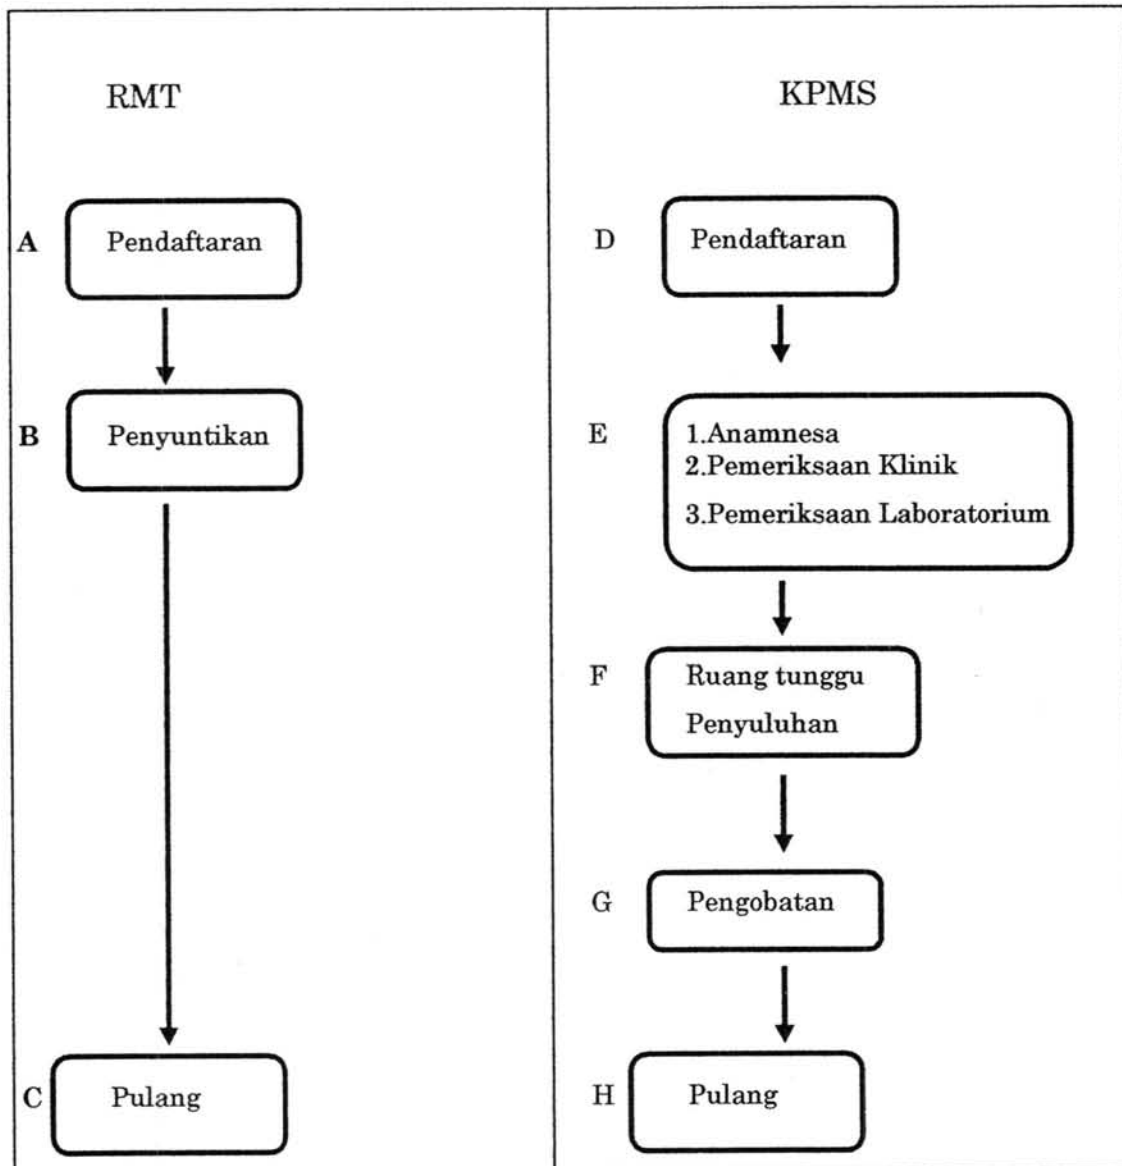 RMT
A
Pendaftaran
B
Penyuntikan
C
Pulang
KPMS
D
Pendaftaran
E
1.Anamnesa
2.Pemeriksaan Klinik
3.Pemeriksaan Laboratorium
F
Ruang tunggu
Penyuluhan
G
Pengobatan
H
Pulang